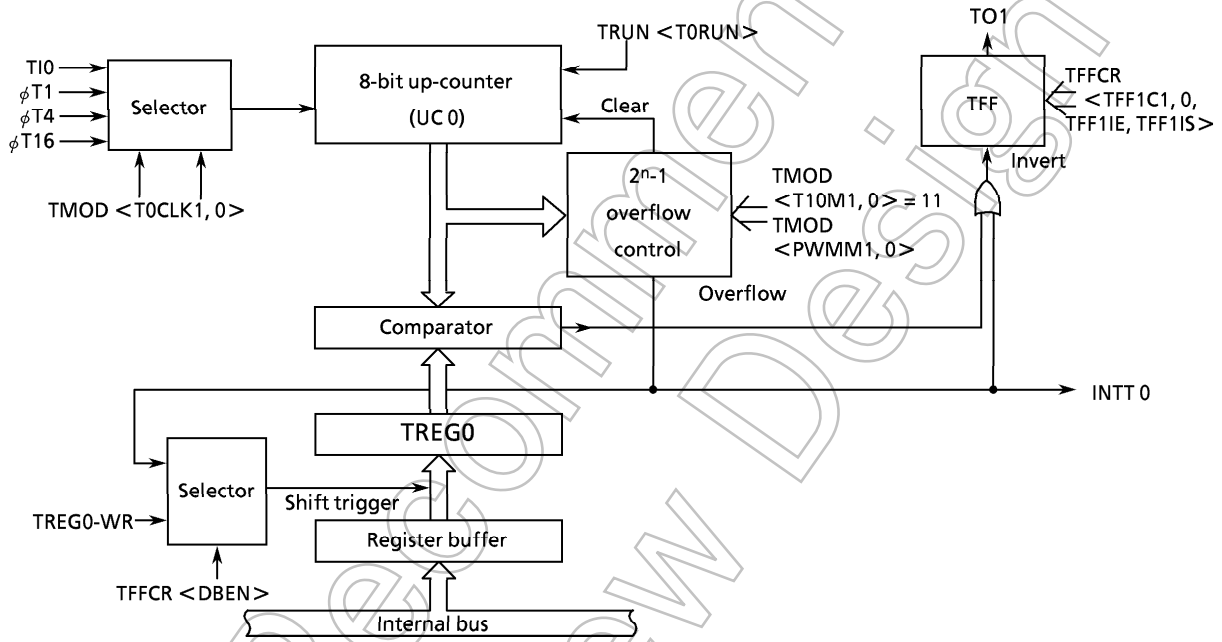 TO1
TRUN <T0RUN>
TI0
φT1
φT4
φT16
Selector
8-bit up-counter
(UC 0)
Clear
TFF
TFFCR
<TFF1C1, 0,
TFF1IE, TFF1IS>
Invert
TMOD <T0CLK1, 0>
2ⁿ-1
overflow
control
TMOD
<T10M1, 0> = 11
TMOD
<PWMM1, 0>
Overflow
Comparator
INTT 0
TREG0
Selector
Shift trigger
TREG0-WR
Register buffer
TFFCR <DBEN>
Internal bus
ecommen
w Design